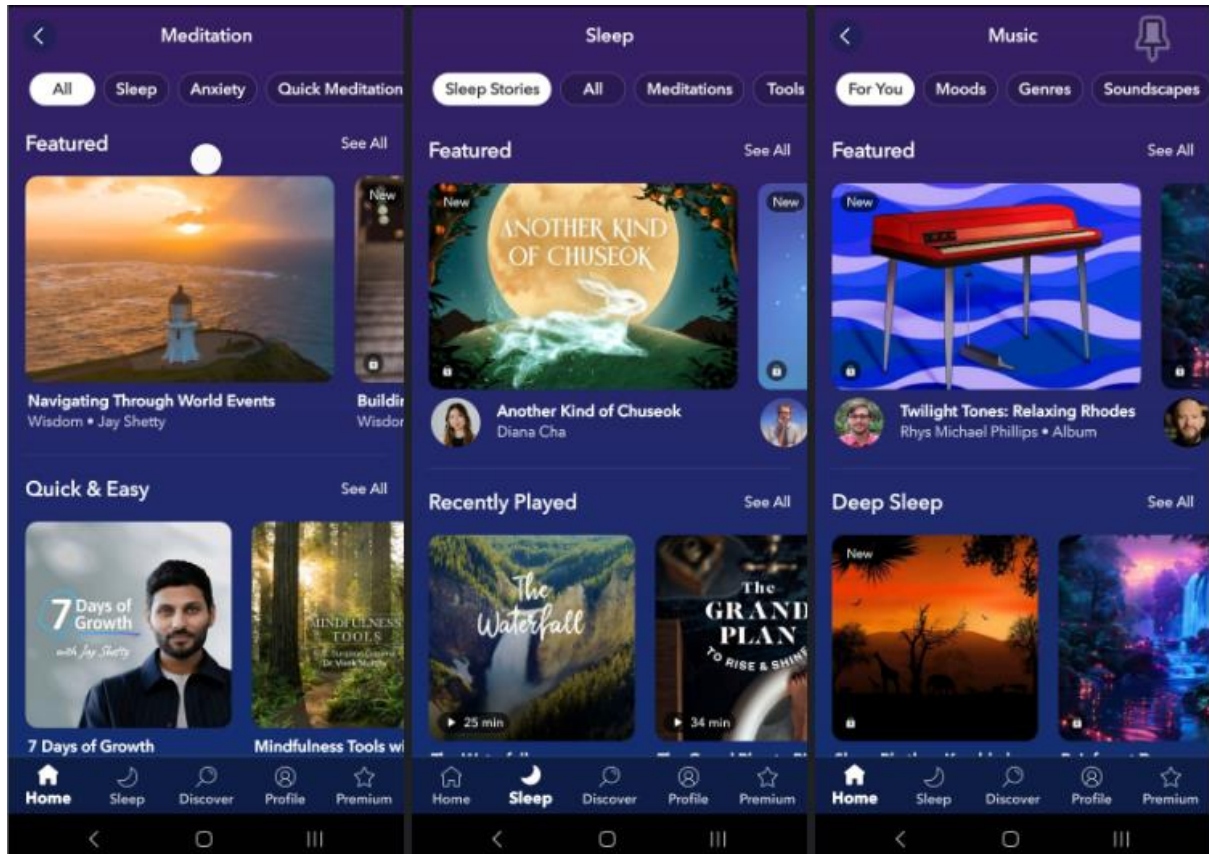 Meditation
All
Sleep
Anxiety
Quick Meditation
Featured
See All
New
Navigating Through World Events
Wisdom • Jay Shetty
Buildin
Wisdor
Quick & Easy
See All
7 Days of
Growth
with Jay Shetty
MINDFULNESS
TOOLS
7 Days of Growth
Mindfulness Tools wi
Home
Sleep
Discover
Profile
Premium
Sleep
Sleep Stories
All
Meditations
Tools
Featured
See All
New
ANOTHER KIND
OF CHUSEOK
New
Another Kind of Chuseok
Diana Cha
Recently Played
See All
The
Waterfall
25 min
The
GRAND
PLAN
TO RISE & SHINE
34 min
Home
Sleep
Discover
Profile
Premium
Music
For You
Moods
Genres
Soundscapes
Featured
See All
New
Twilight Tones: Relaxing Rhodes
Rhys Michael Phillips • Album
Deep Sleep
See All
New
Home
Sleep
Discover
Profile
Premium